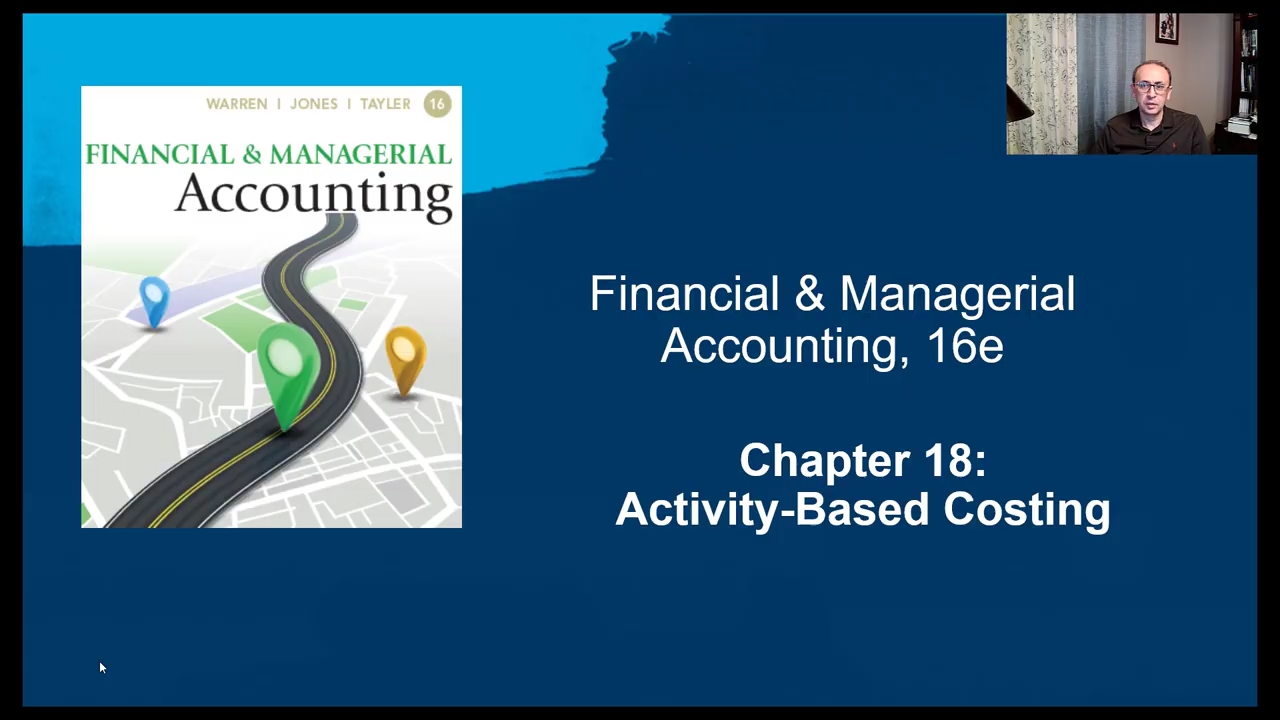 WARREN | JONES | TAYLER 16
FINANCIAL & MANAGERIAL
Accounting
Financial & Managerial
Accounting, 16e
Chapter 18:
Activity-Based Costing